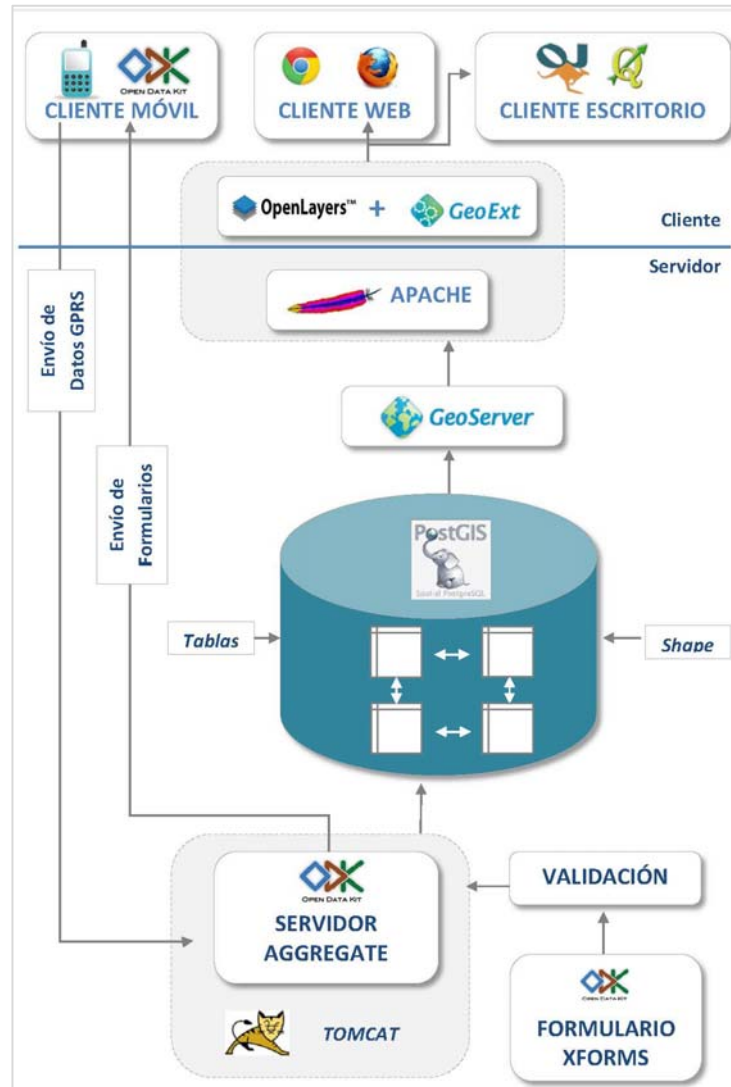 OPEN DATA KIT
CLIENTE MÓVIL
CLIENTE WEB
CLIENTE ESCRITORIO
OpenLayers™ + GeoExt
Cliente
Servidor
APACHE
Envío de
Datos GPRS
GeoServer
Envío de
Formularios
PostGIS
Tablas
Shape
OPEN DATA KIT
SERVIDOR
AGGREGATE
TOMCAT
VALIDACIÓN
OPEN DATA KIT
FORMULARIO
XFORMS